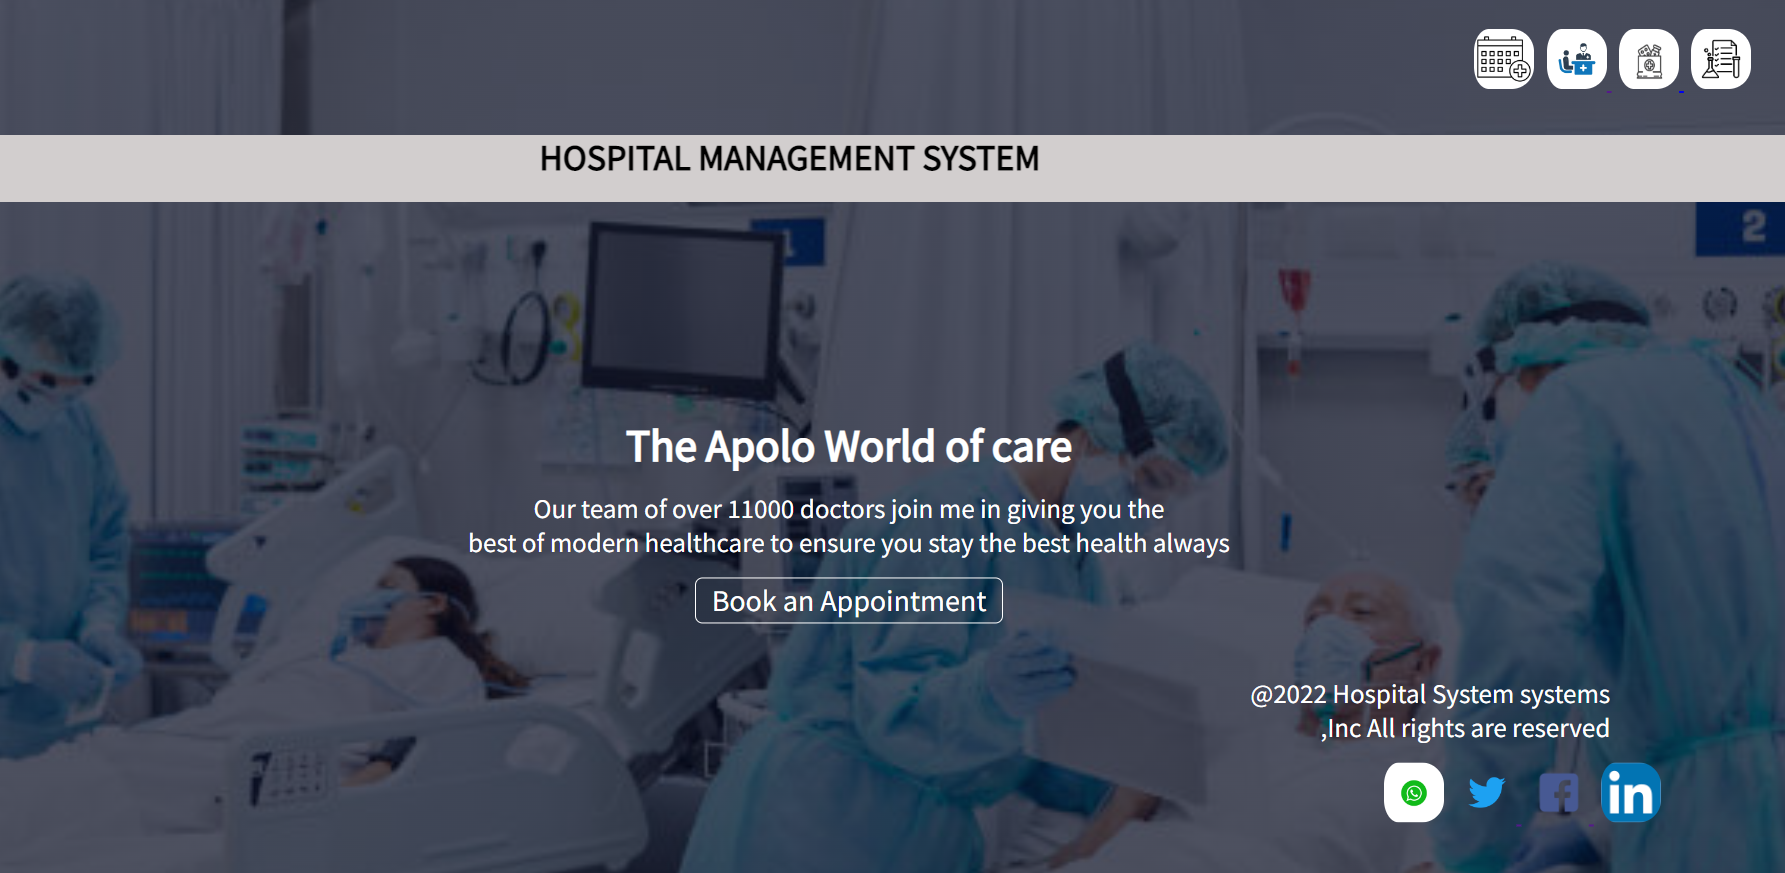 HOSPITAL MANAGEMENT SYSTEM
2
The Apolo World of care
Our team of over 11000 doctors join me in giving you the
best of modern healthcare to ensure you stay the best health always
Book an Appointment
@2022 Hospital System systems
,Inc All rights are reserved
in